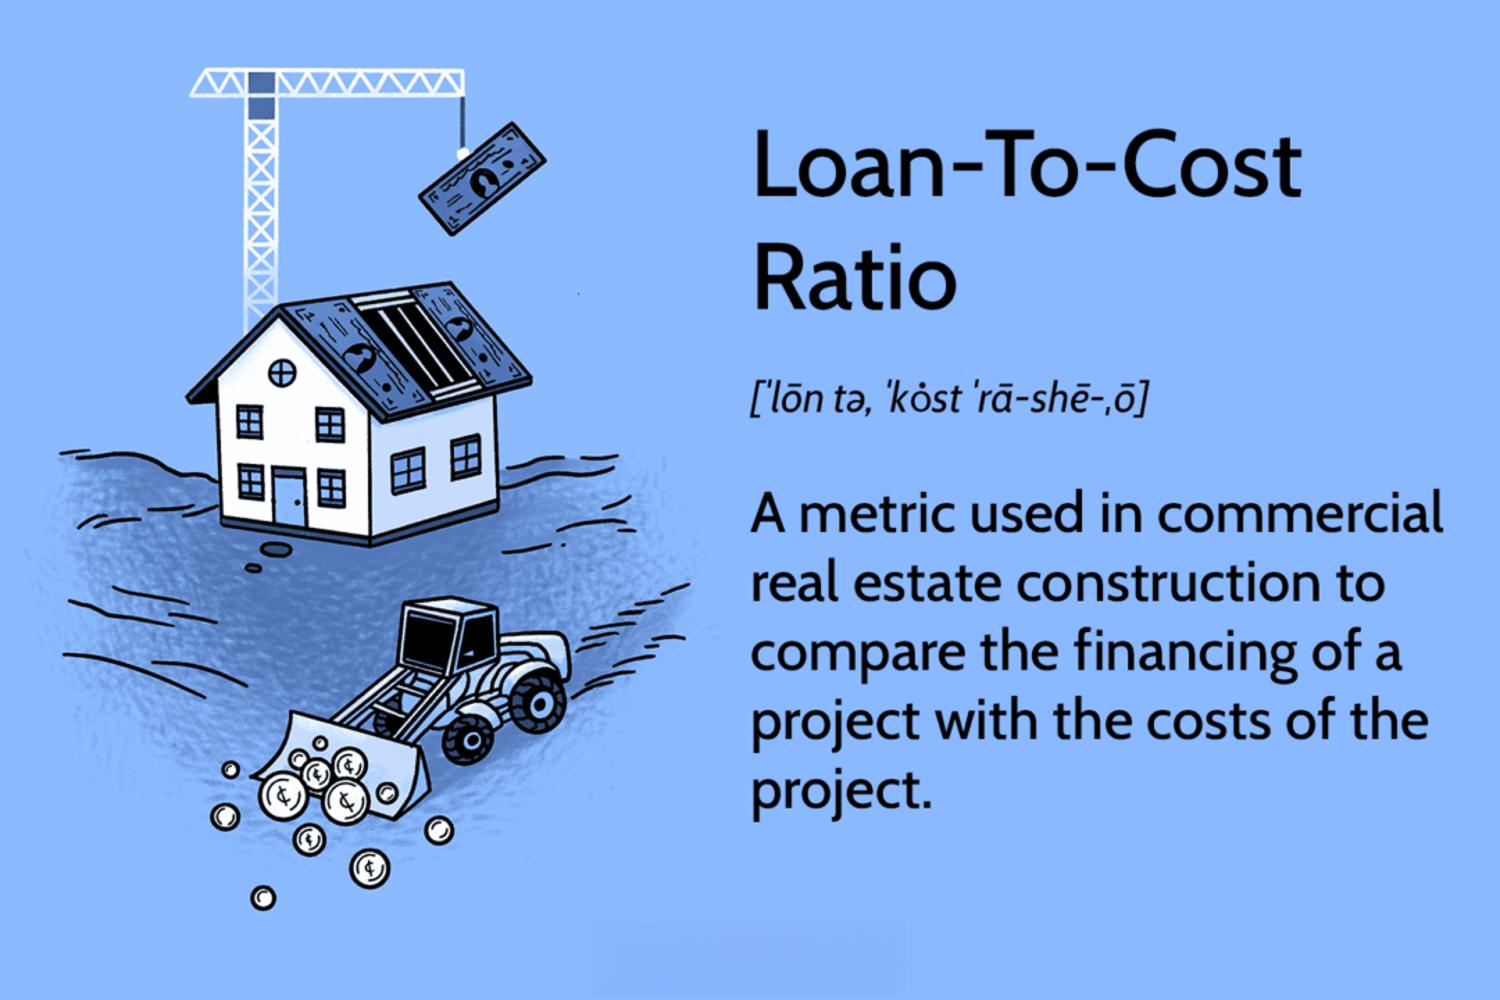 Loan-To-Cost
Ratio
[ˈlōn tə, ˈkȯst ˈrā-shē-ˌō]
A metric used in commercial
real estate construction to
compare the financing of a
project with the costs of the
project.